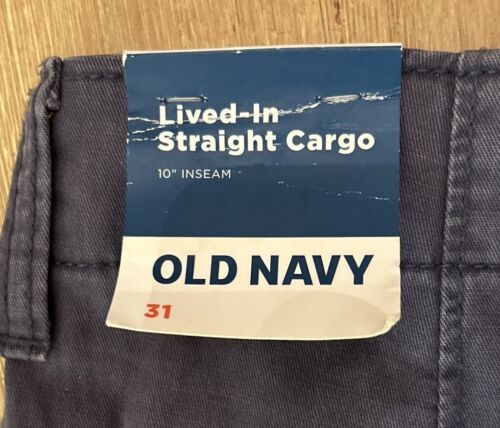 Lived-In
Straight Cargo
10" INSEAM
OLD NAVY
31